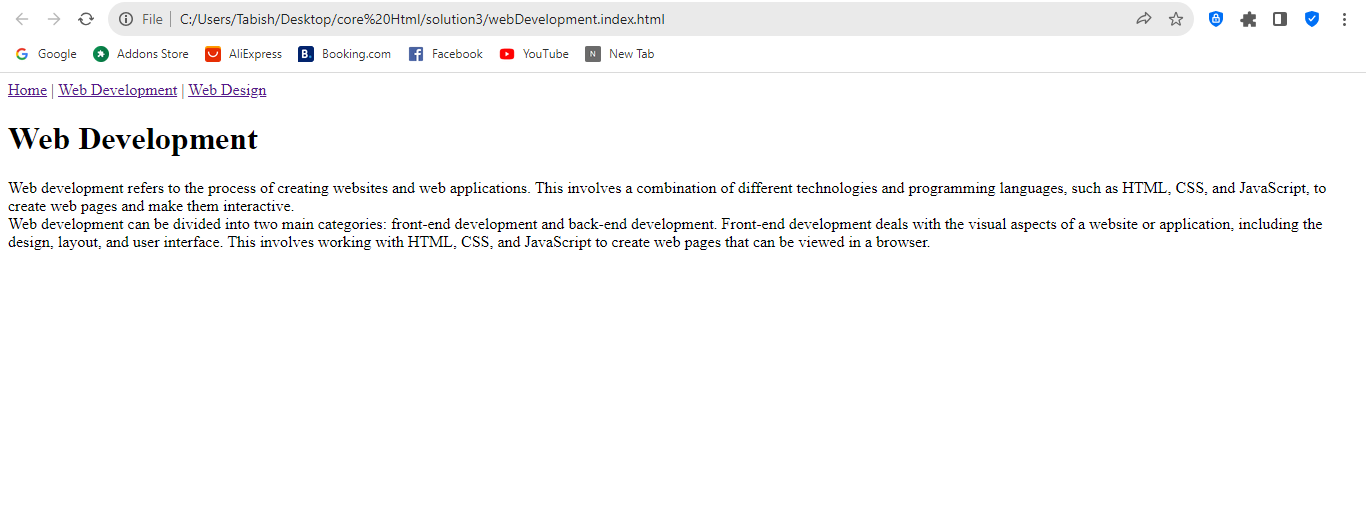 File | C:/Users/Tabish/Desktop/core%20Html/solution3/webDevelopment.index.html
G Google Addons Store AliExpress B. Booking.com Facebook YouTube N New Tab
Home | Web Development | Web Design
Web Development
Web development refers to the process of creating websites and web applications. This involves a combination of different technologies and programming languages, such as HTML, CSS, and JavaScript, to
create web pages and make them interactive.
Web development can be divided into two main categories: front-end development and back-end development. Front-end development deals with the visual aspects of a website or application, including the
design, layout, and user interface. This involves working with HTML, CSS, and JavaScript to create web pages that can be viewed in a browser.